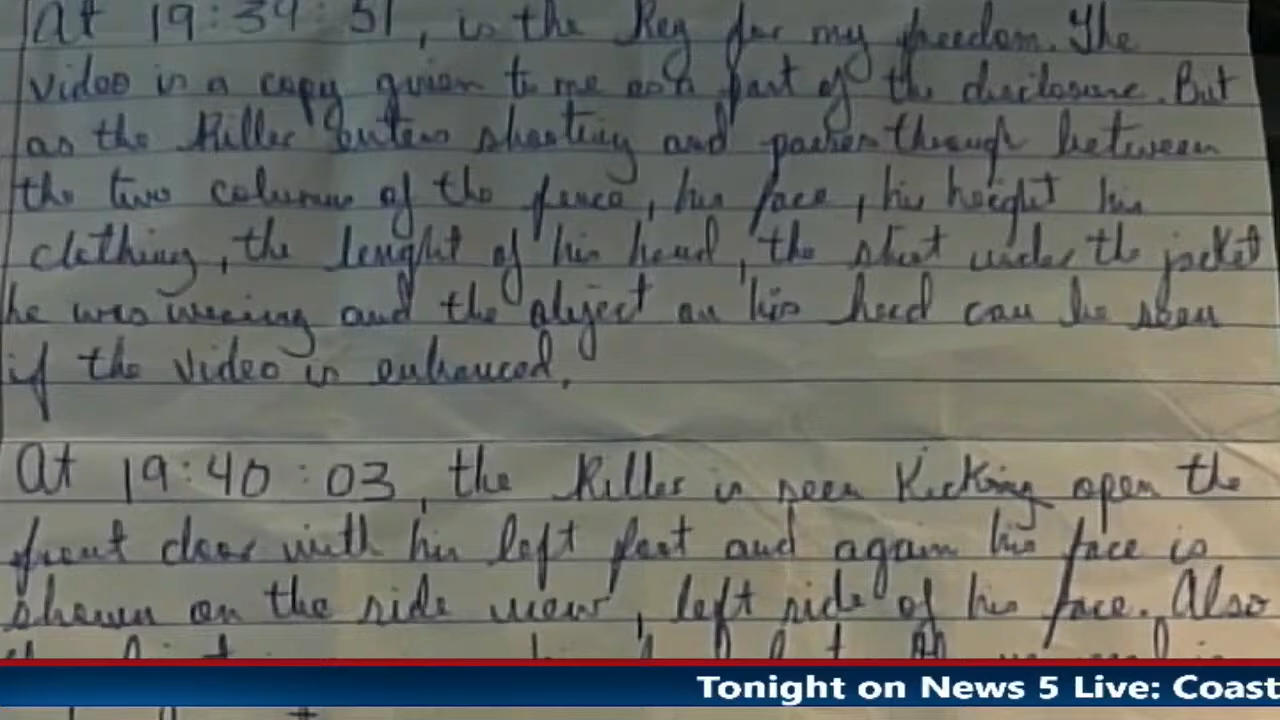 At 19:39:51, is the Key for my freedom. The
video is a copy given to me as a part of the disclosure. But
as the Killer enters shooting and passes through between
the two columns of the fence, his face, his height his
clothing, the lenght of his head, the shirt under the jacket
he was wearing and the object on his head can be seen
if the video is enhanced.
At 19:40:03, the Killer is seen Kicking open the
front door with his left foot and again his face is
shown on the side view, left side of his face. Also
Tonight on News 5 Live: Coast